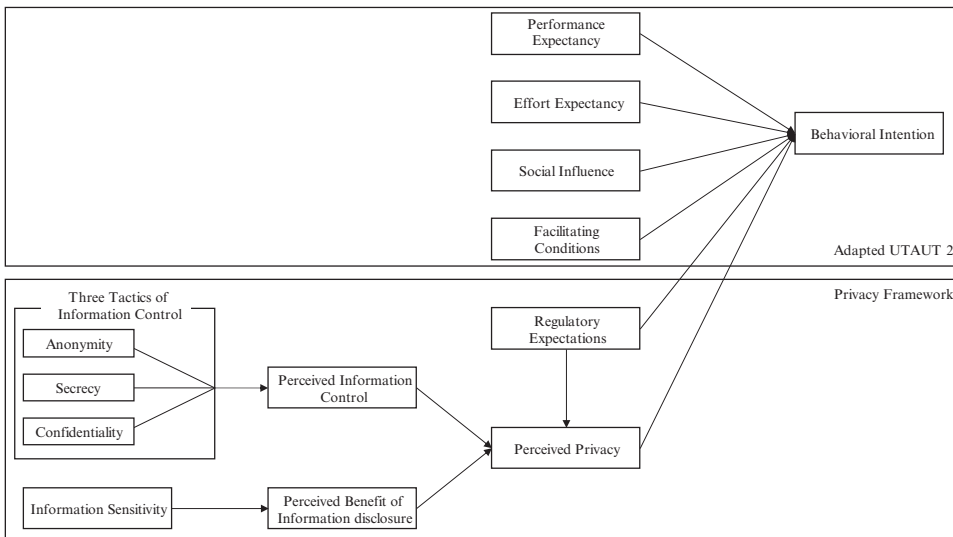 Performance
Expectancy
Effort Expectancy
Behavioral Intention
Social Influence
Facilitating
Conditions
Adapted UTAUT 2
Privacy Framework
Three Tactics of
Information Control
Regulatory
Expectations
Anonymity
Secrecy
Perceived Information
Control
Confidentiality
Perceived Privacy
Information Sensitivity
Perceived Benefit of
Information disclosure